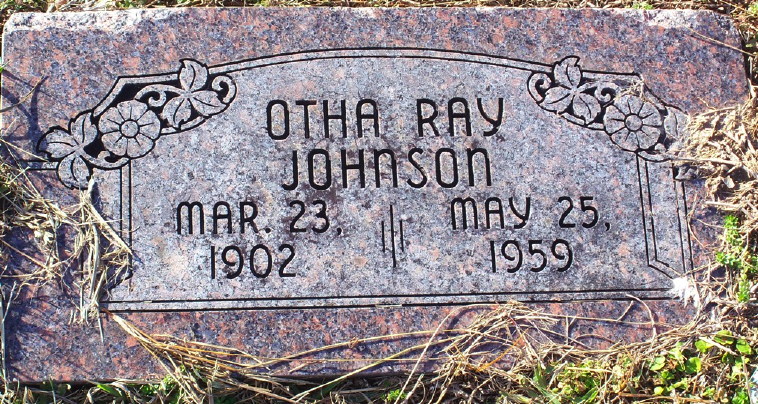 OTHA RAY
JOHNSON
MAR. 23, MAY 25,
1902 1959